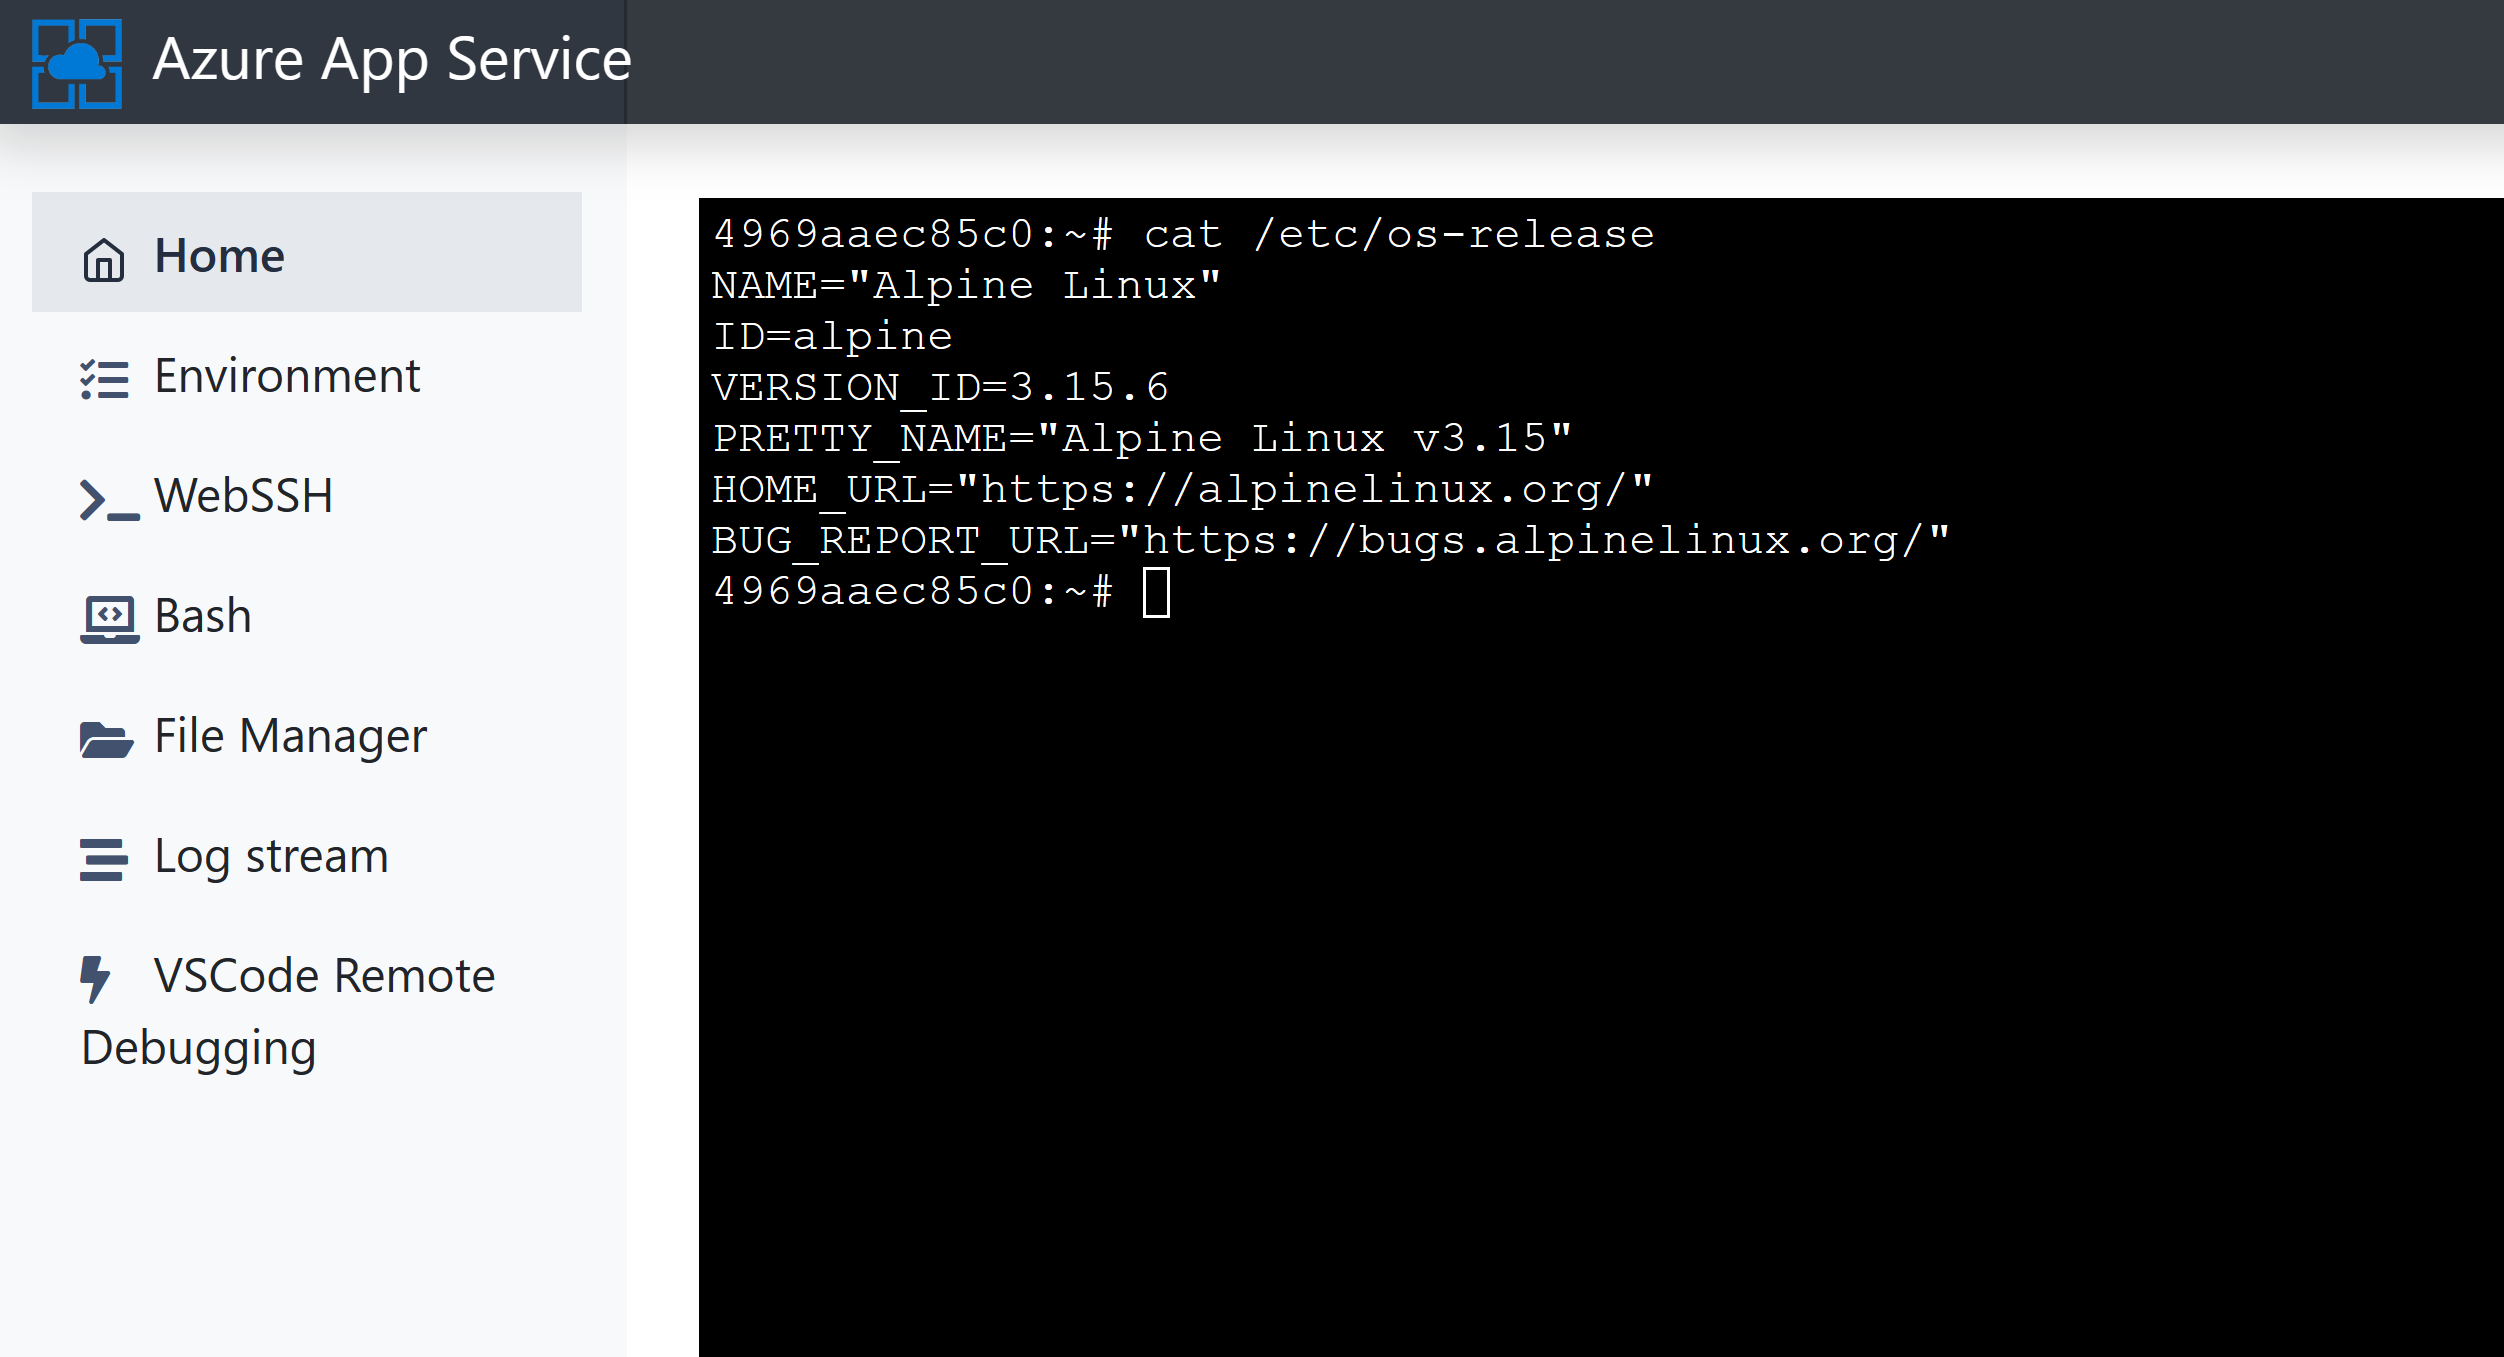 Azure App Service
Home
Environment
WebSSH
Bash
File Manager
Log stream
VSCode Remote
Debugging
4969aaec85c0:~# cat /etc/os-release
NAME="Alpine Linux"
ID=alpine
VERSION_ID=3.15.6
PRETTY_NAME="Alpine Linux v3.15"
HOME_URL="https://alpinelinux.org/"
BUG_REPORT_URL="https://bugs.alpinelinux.org/"
4969aaec85c0:~#